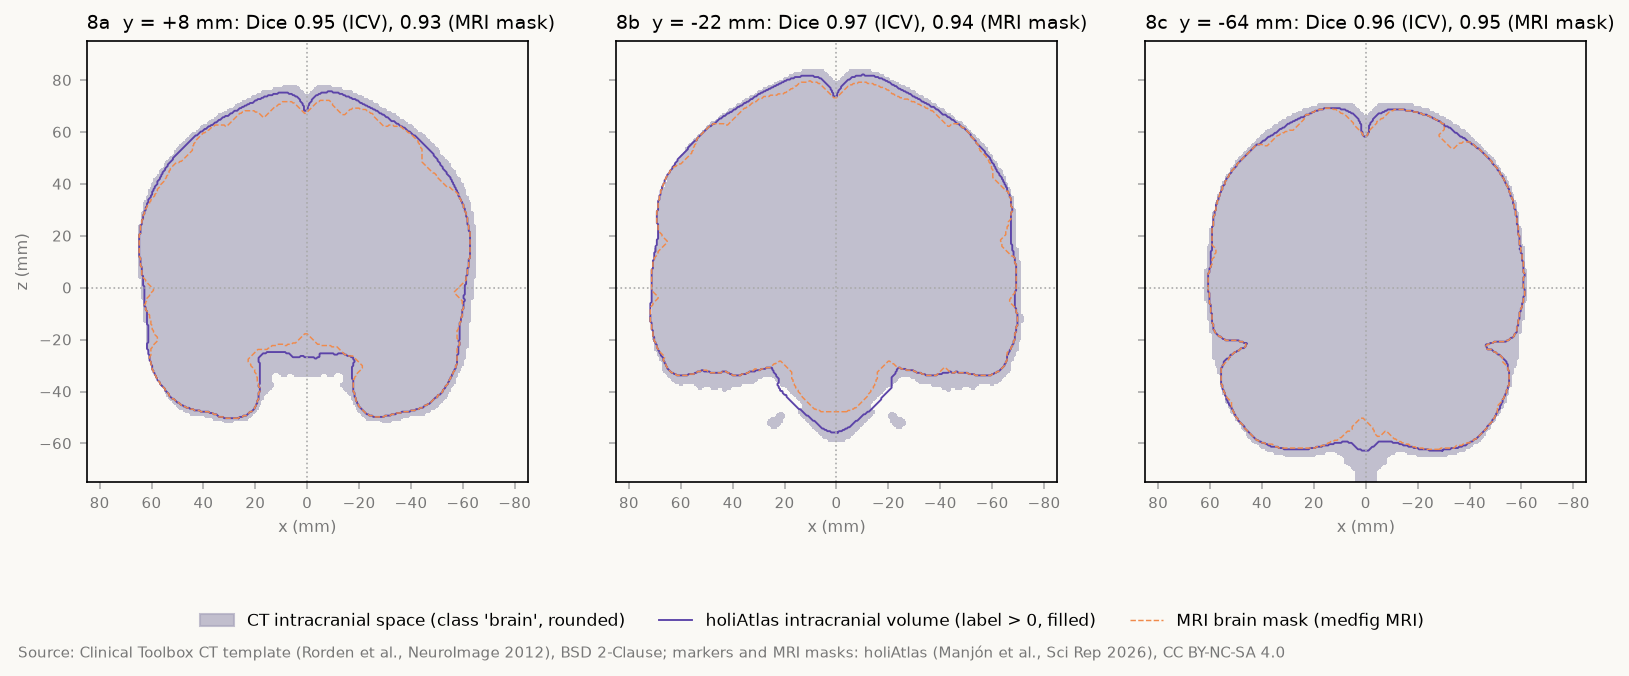 8a  y = +8 mm: Dice 0.95 (ICV), 0.93 (MRI mask)
8b  y = -22 mm: Dice 0.97 (ICV), 0.94 (MRI mask)
8c  y = -64 mm: Dice 0.96 (ICV), 0.95 (MRI mask)
z (mm)
80
60
40
20
0
−20
−40
−60
80 60 40 20 0 −20 −40 −60 −80
x (mm)
80 60 40 20 0 −20 −40 −60 −80
x (mm)
80 60 40 20 0 −20 −40 −60 −80
x (mm)
CT intracranial space (class 'brain', rounded)
holiAtlas intracranial volume (label > 0, filled)
MRI brain mask (medfig MRI)
Source: Clinical Toolbox CT template (Rorden et al., NeuroImage 2012), BSD 2-Clause; markers and MRI masks: holiAtlas (Manjón et al., Sci Rep 2026), CC BY-NC-SA 4.0